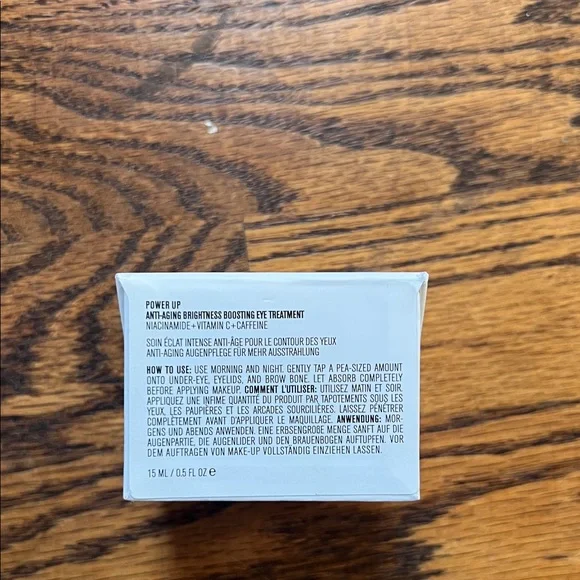 POWER UP
ANTI-AGING BRIGHTNESS BOOSTING EYE TREATMENT
NIACINAMIDE+VITAMIN C+CAFFEINE
SOIN ÉCLAT INTENSE ANTI-ÂGE POUR LE CONTOUR DES YEUX
ANTI-AGING AUGENPFLEGE FÜR MEHR AUSSTRAHLUNG
HOW TO USE: USE MORNING AND NIGHT. GENTLY TAP A PEA-SIZED AMOUNT
ONTO UNDER-EYE, EYELIDS, AND BROW BONE. LET ABSORB COMPLETELY
BEFORE APPLYING MAKEUP. COMMENT L'UTILISER: UTILISEZ MATIN ET SOIR.
APPLIQUEZ UNE INFIME QUANTITÉ DU PRODUIT PAR TAPOTEMENTS SOUS LES
YEUX, LES PAUPIÈRES ET LES ARCADES SOURCILIÈRES. LAISSEZ PÉNÉTRER
COMPLÈTEMENT AVANT D'APPLIQUER LE MAQUILLAGE. ANWENDUNG: MOR-
GENS UND ABENDS ANWENDEN. EINE ERBSENGROßE MENGE SANFT AUF DIE
AUGENPARTIE, DIE AUGENLIDER UND DEN BRAUENBOGEN AUFTUPFEN. VOR
DEM AUFTRAGEN VON MAKE-UP VOLLSTÄNDIG EINZIEHEN LASSEN.
15 ML / 0.5 FL OZ ℮